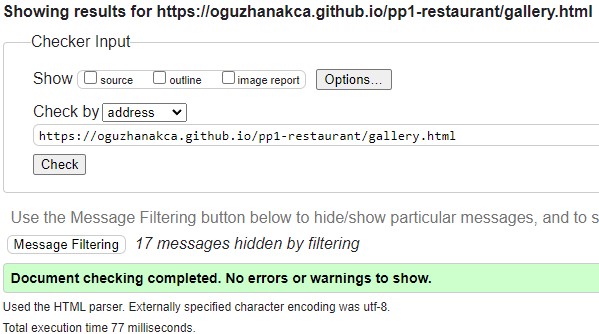 Showing results for https://oguzhanakca.github.io/pp1-restaurant/gallery.html
Checker Input
Show source outline image report Options...
Check by address
https://oguzhanakca.github.io/pp1-restaurant/gallery.html
Check
Use the Message Filtering button below to hide/show particular messages, and to s
Message Filtering 17 messages hidden by filtering
Document checking completed. No errors or warnings to show.
Used the HTML parser. Externally specified character encoding was utf-8.
Total execution time 77 milliseconds.